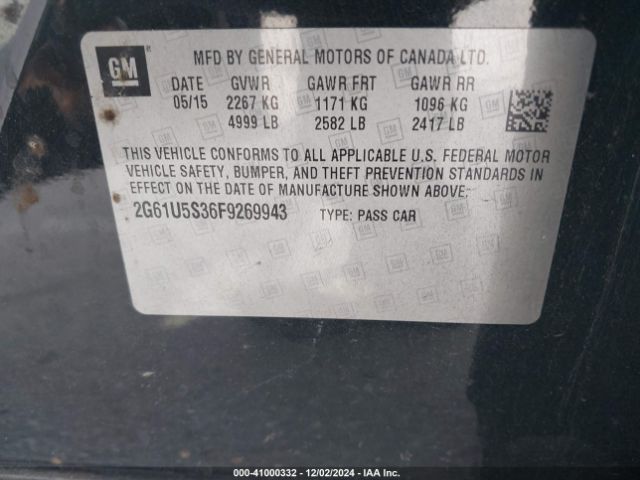 GM
®
MFD BY GENERAL MOTORS OF CANADA LTD.
DATE GVWR GAWR FRT GAWR RR
05/15 2267 KG 1171 KG 1096 KG
4999 LB 2582 LB 2417 LB
THIS VEHICLE CONFORMS TO ALL APPLICABLE U.S. FEDERAL MOTOR
VEHICLE SAFETY, BUMPER, AND THEFT PREVENTION STANDARDS IN
EFFECT ON THE DATE OF MANUFACTURE SHOWN ABOVE.
2G61U5S36F9269943 TYPE: PASS CAR
000-41000332 - 12/02/2024 - IAA Inc.